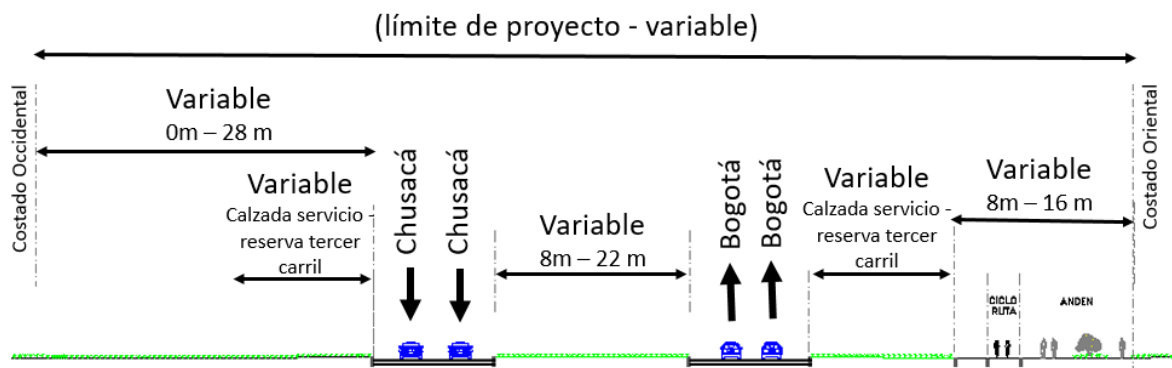 (límite de proyecto - variable)
Costado Occidental
Variable
0m – 28 m
Variable
Calzada servicio -
reserva tercer
carril
Chusacá
Chusacá
Variable
8m – 22 m
Bogotá
Bogotá
Variable
Calzada servicio -
reserva tercer
carril
Variable
8m – 16 m
CICLO
RUTA
ANDEN
Costado Oriental